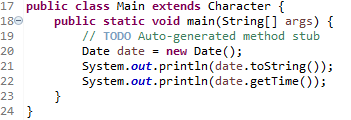 17 public class Main extends Character {
18 public static void main(String[] args) {
19 // TODO Auto-generated method stub
20 Date date = new Date();
21 System.out.println(date.toString());
22 System.out.println(date.getTime());
23 }
24 }